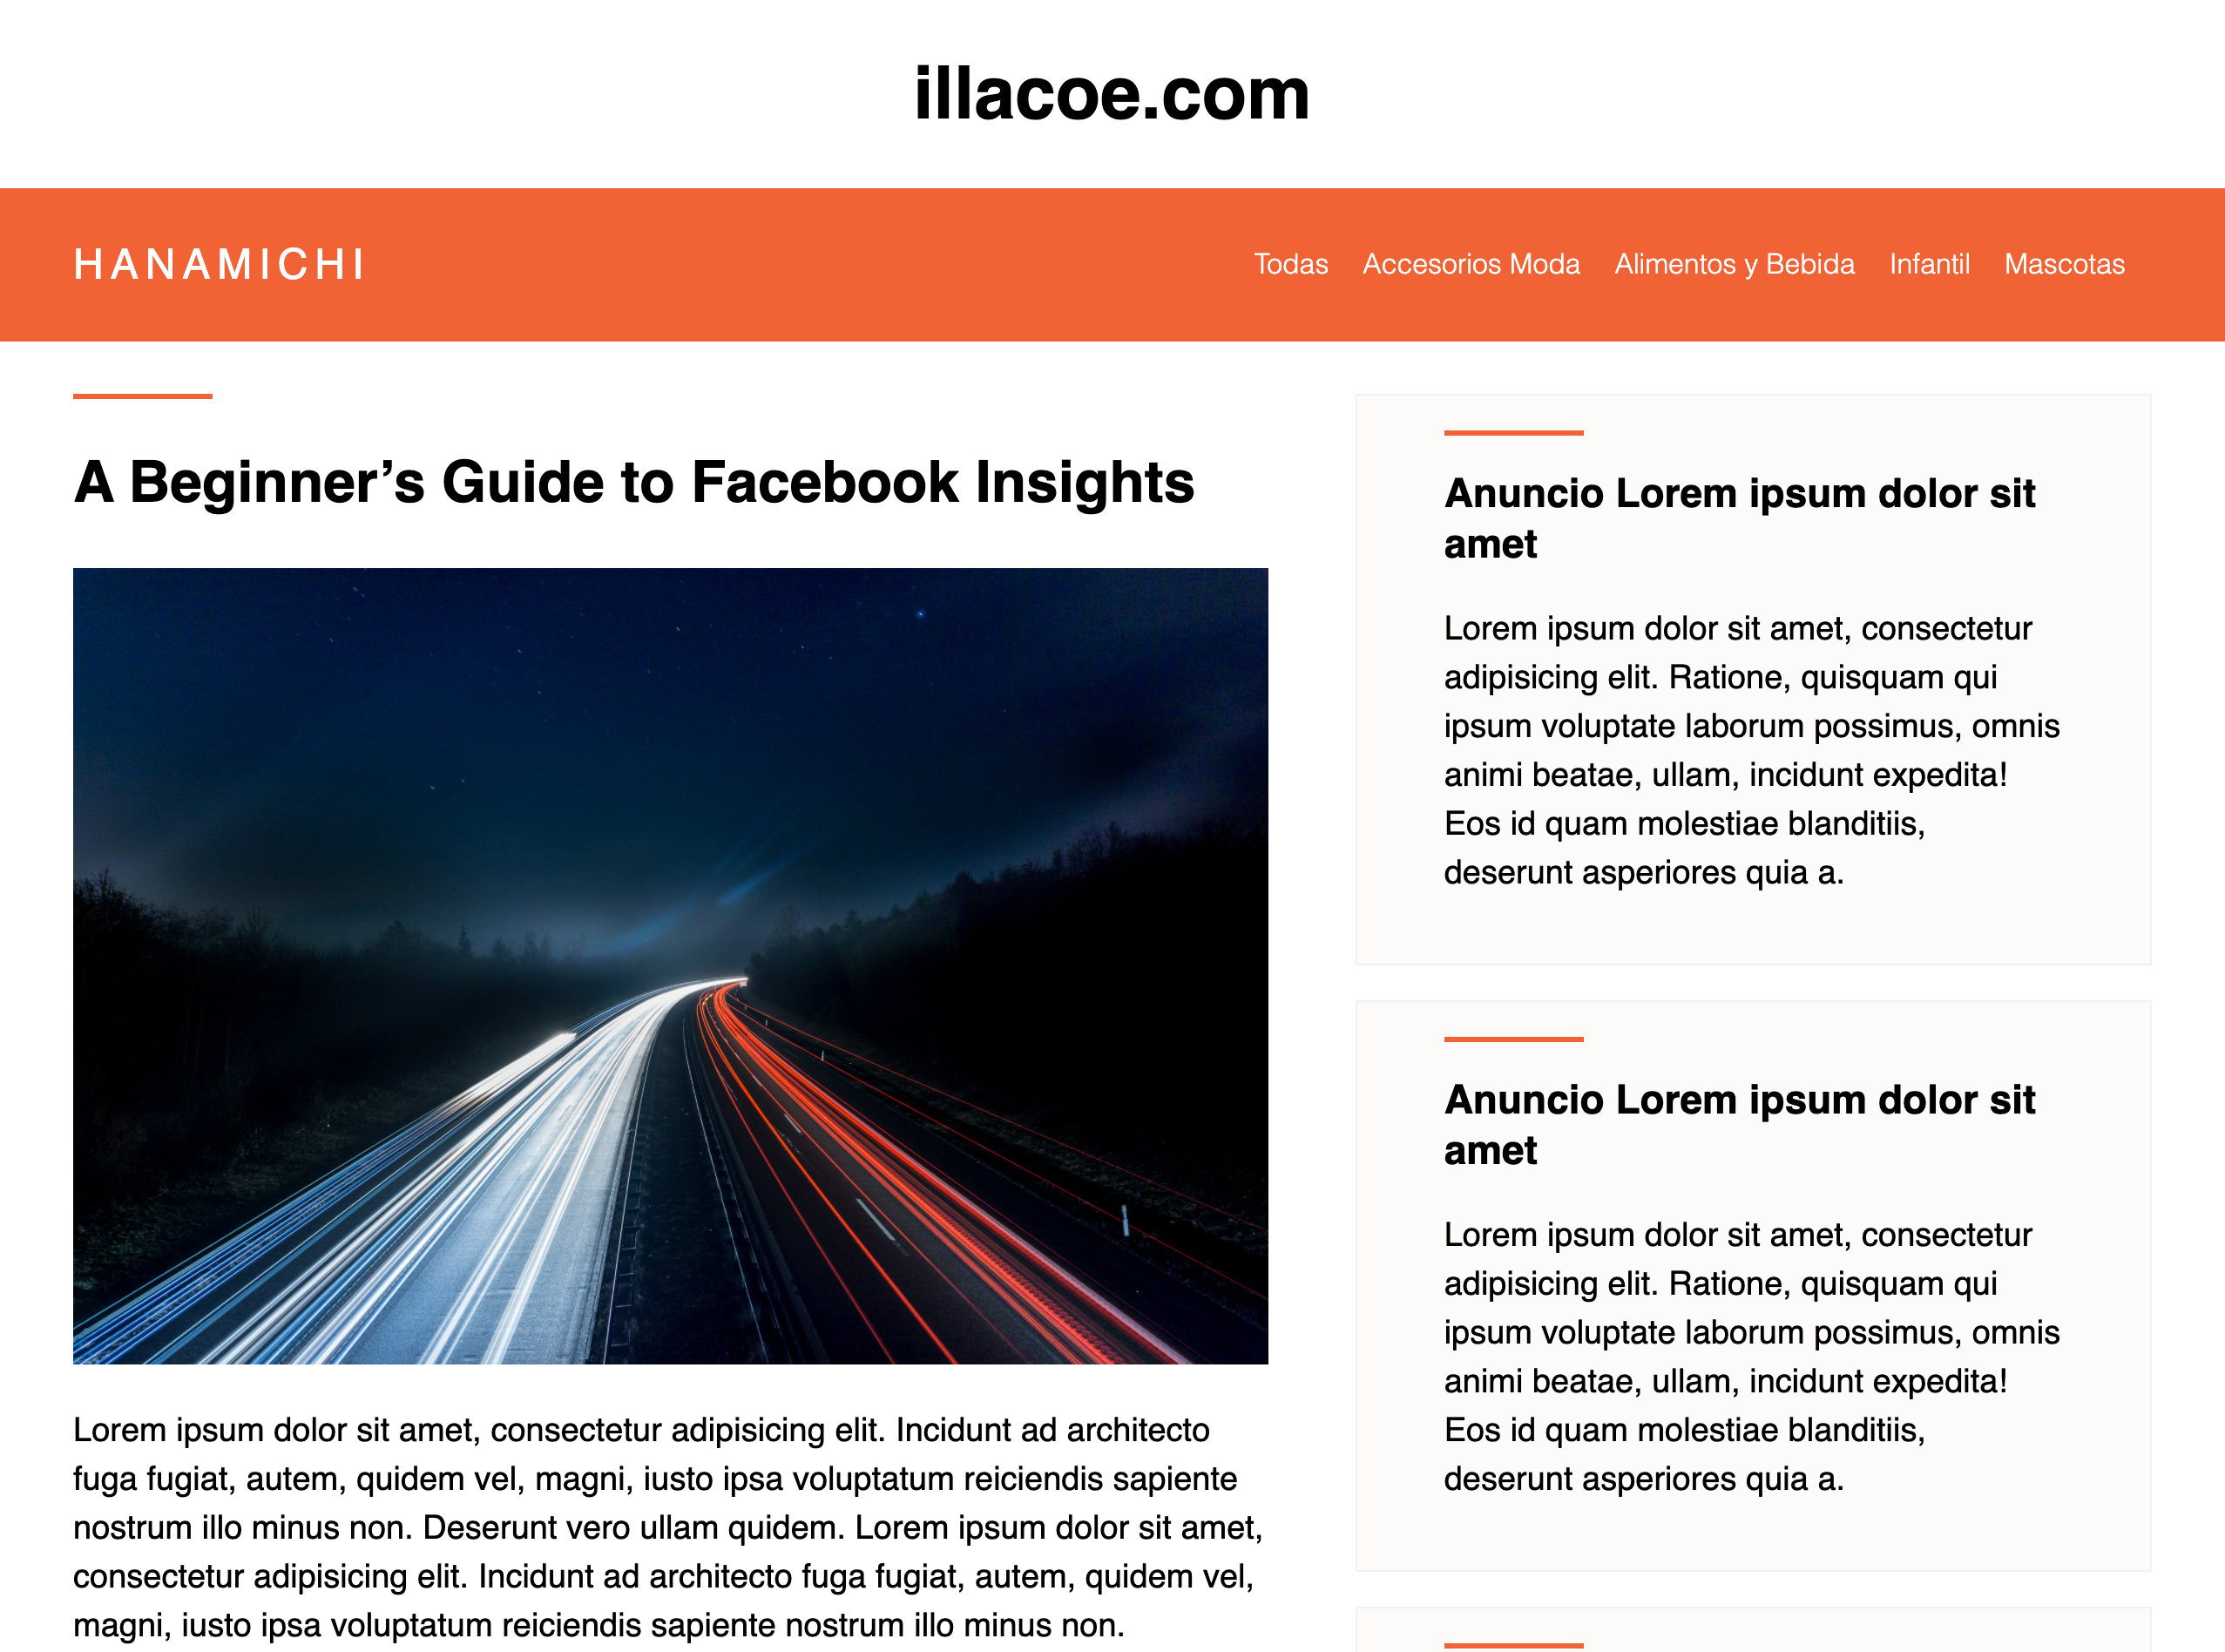 illacoe.com
HANAMICHI
Todas Accesorios Moda Alimentos y Bebida Infantil Mascotas
A Beginner’s Guide to Facebook Insights
Lorem ipsum dolor sit amet, consectetur adipisicing elit. Incidunt ad architecto
fuga fugiat, autem, quidem vel, magni, iusto ipsa voluptatum reiciendis sapiente
nostrum illo minus non. Deserunt vero ullam quidem. Lorem ipsum dolor sit amet,
consectetur adipisicing elit. Incidunt ad architecto fuga fugiat, autem, quidem vel,
magni, iusto ipsa voluptatum reiciendis sapiente nostrum illo minus non.
Anuncio Lorem ipsum dolor sit
amet
Lorem ipsum dolor sit amet, consectetur
adipisicing elit. Ratione, quisquam qui
ipsum voluptate laborum possimus, omnis
animi beatae, ullam, incidunt expedita!
Eos id quam molestiae blanditiis,
deserunt asperiores quia a.
Anuncio Lorem ipsum dolor sit
amet
Lorem ipsum dolor sit amet, consectetur
adipisicing elit. Ratione, quisquam qui
ipsum voluptate laborum possimus, omnis
animi beatae, ullam, incidunt expedita!
Eos id quam molestiae blanditiis,
deserunt asperiores quia a.